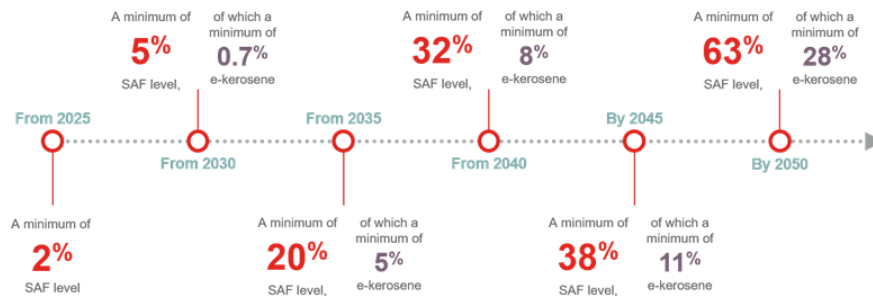 A minimum of
5%
SAF level,
of which a
minimum of
0.7%
e-kerosene
A minimum of
32%
SAF level,
of which a
minimum of
8%
e-kerosene
A minimum of
63%
SAF level,
of which a
minimum of
28%
e-kerosene
From 2025
From 2030
From 2035
From 2040
By 2045
By 2050
A minimum of
2%
SAF level
A minimum of
20%
SAF level,
of which a
minimum of
5%
e-kerosene
A minimum of
38%
SAF level,
of which a
minimum of
11%
e-kerosene